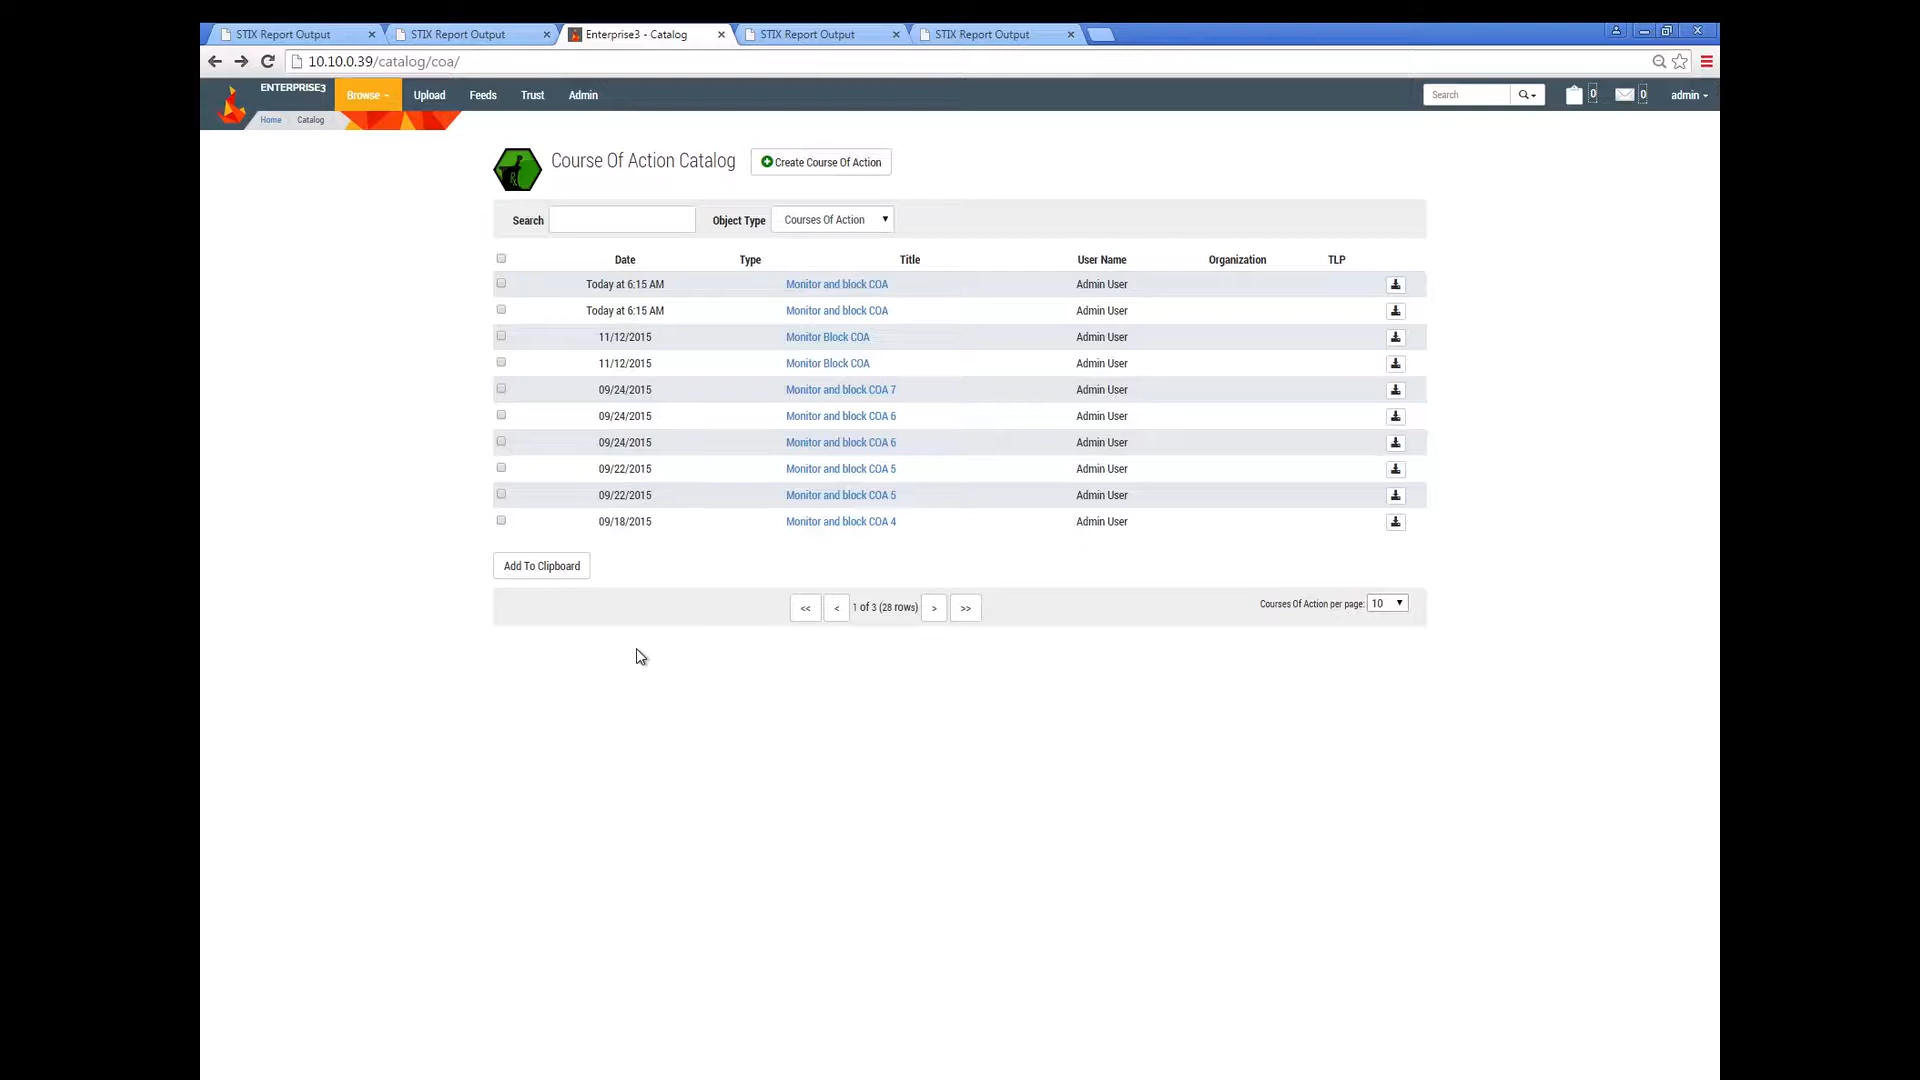 STIX Report Output STIX Report Output Enterprise3 - Catalog STIX Report Output STIX Report Output
10.10.0.39/catalog/coa/
ENTERPRISE3 Browse Upload Feeds Trust Admin Search 0 0 admin
Home Catalog
Course Of Action Catalog Create Course Of Action
Search Object Type Courses Of Action
Date Type Title User Name Organization TLP
Today at 6:15 AM Monitor and block COA Admin User
Today at 6:15 AM Monitor and block COA Admin User
11/12/2015 Monitor Block COA Admin User
11/12/2015 Monitor Block COA Admin User
09/24/2015 Monitor and block COA 7 Admin User
09/24/2015 Monitor and block COA 6 Admin User
09/24/2015 Monitor and block COA 6 Admin User
09/22/2015 Monitor and block COA 5 Admin User
09/22/2015 Monitor and block COA 5 Admin User
09/18/2015 Monitor and block COA 4 Admin User
Add To Clipboard
<< < 1 of 3 (28 rows) > >> Courses Of Action per page: 10